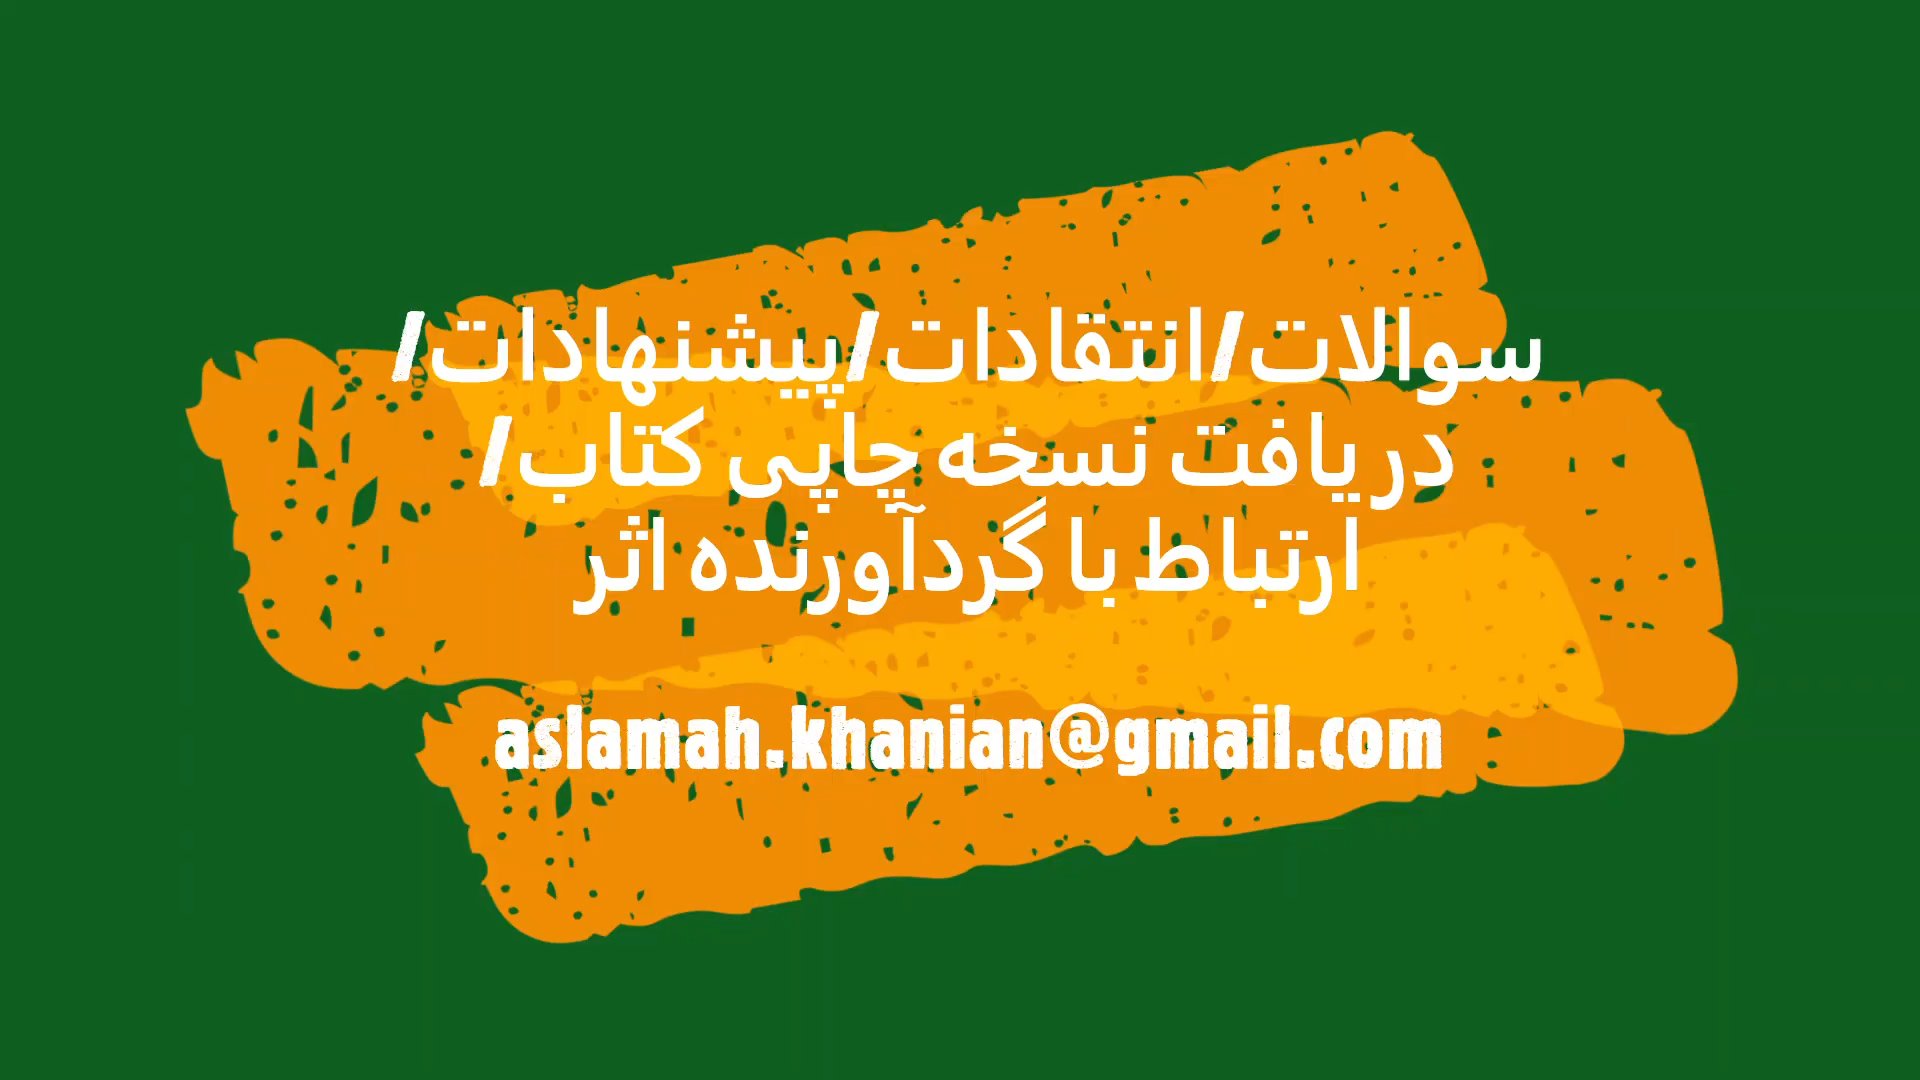 سوالات/انتقادات/پیشنهادات/
دریافت نسخه چاپی کتاب/
ارتباط با گردآورنده اثر
aslamah.khanian@gmail.com